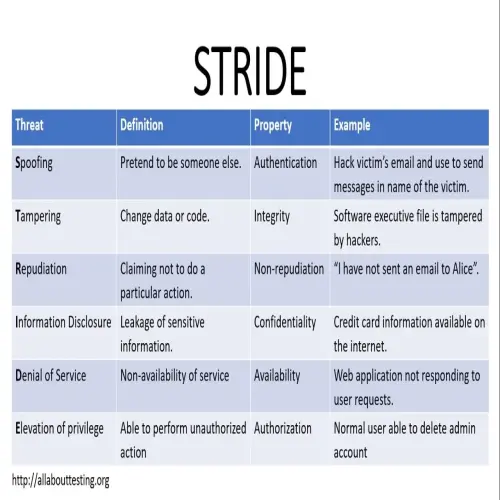 STRIDE
Threat Definition Property Example
Spoofing Pretend to be someone else. Authentication Hack victim's email and use to send
messages in name of the victim.
Tampering Change data or code. Integrity Software executive file is tampered
by hackers.
Repudiation Claiming not to do a Non-repudiation "I have not sent an email to Alice".
particular action.
Information Disclosure Leakage of sensitive Confidentiality Credit card information available on
information. the internet.
Denial of Service Non-availability of service Availability Web application not responding to
user requests.
Elevation of privilege Able to perform unauthorized Authorization Normal user able to delete admin
action account
http://allabouttesting.org